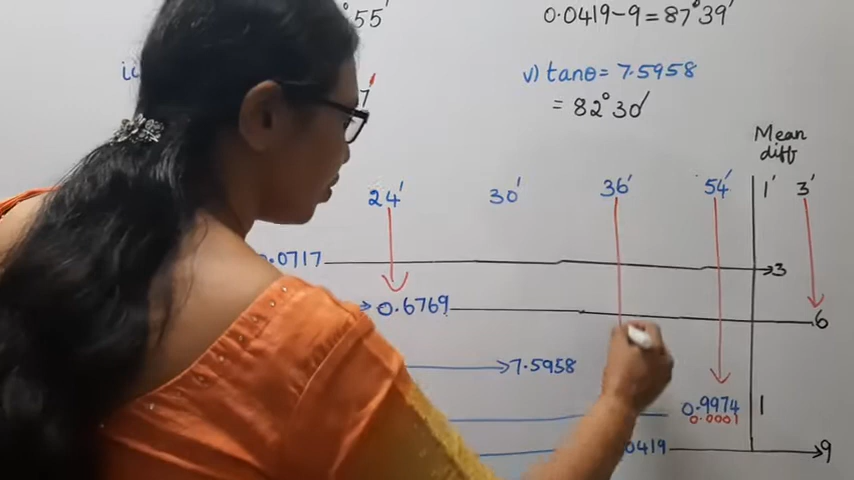 °55′
0.0419-9=87°39′
v) tanθ = 7.5958
7
= 82°30′
Mean
diff
24′ 30′ 36′ 54′ 1′ 3′
0.0717 3
0.6769 6
7.5958
0.9974 1
0.0001
0419 9